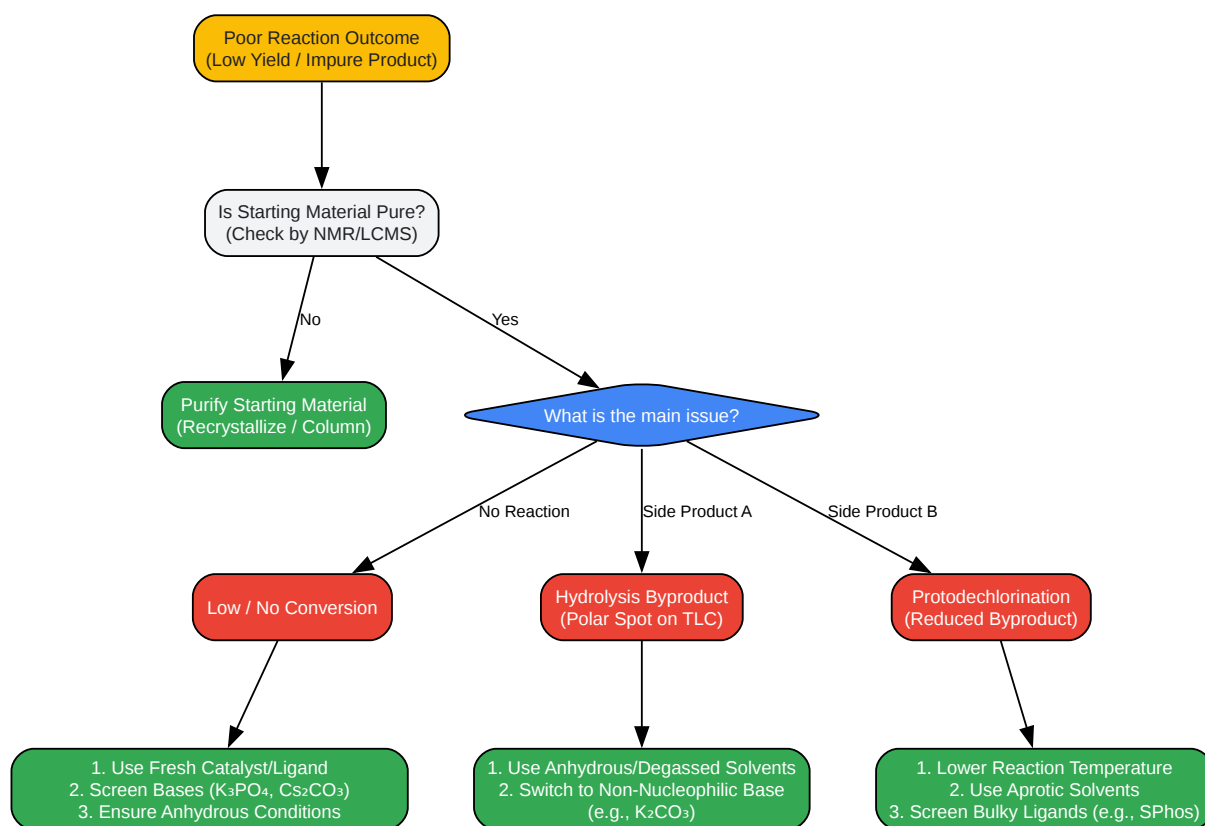 Poor Reaction Outcome
(Low Yield / Impure Product)
Is Starting Material Pure?
(Check by NMR/LCMS)
No
Yes
Purify Starting Material
(Recrystallize / Column)
What is the main issue?
No Reaction
Side Product A
Side Product B
Low / No Conversion
Hydrolysis Byproduct
(Polar Spot on TLC)
Protodechlorination
(Reduced Byproduct)
1. Use Fresh Catalyst/Ligand
2. Screen Bases (K₃PO₄, Cs₂CO₃)
3. Ensure Anhydrous Conditions
1. Use Anhydrous/Degassed Solvents
2. Switch to Non-Nucleophilic Base
(e.g., K₂CO₃)
1. Lower Reaction Temperature
2. Use Aprotic Solvents
3. Screen Bulky Ligands (e.g., SPhos)